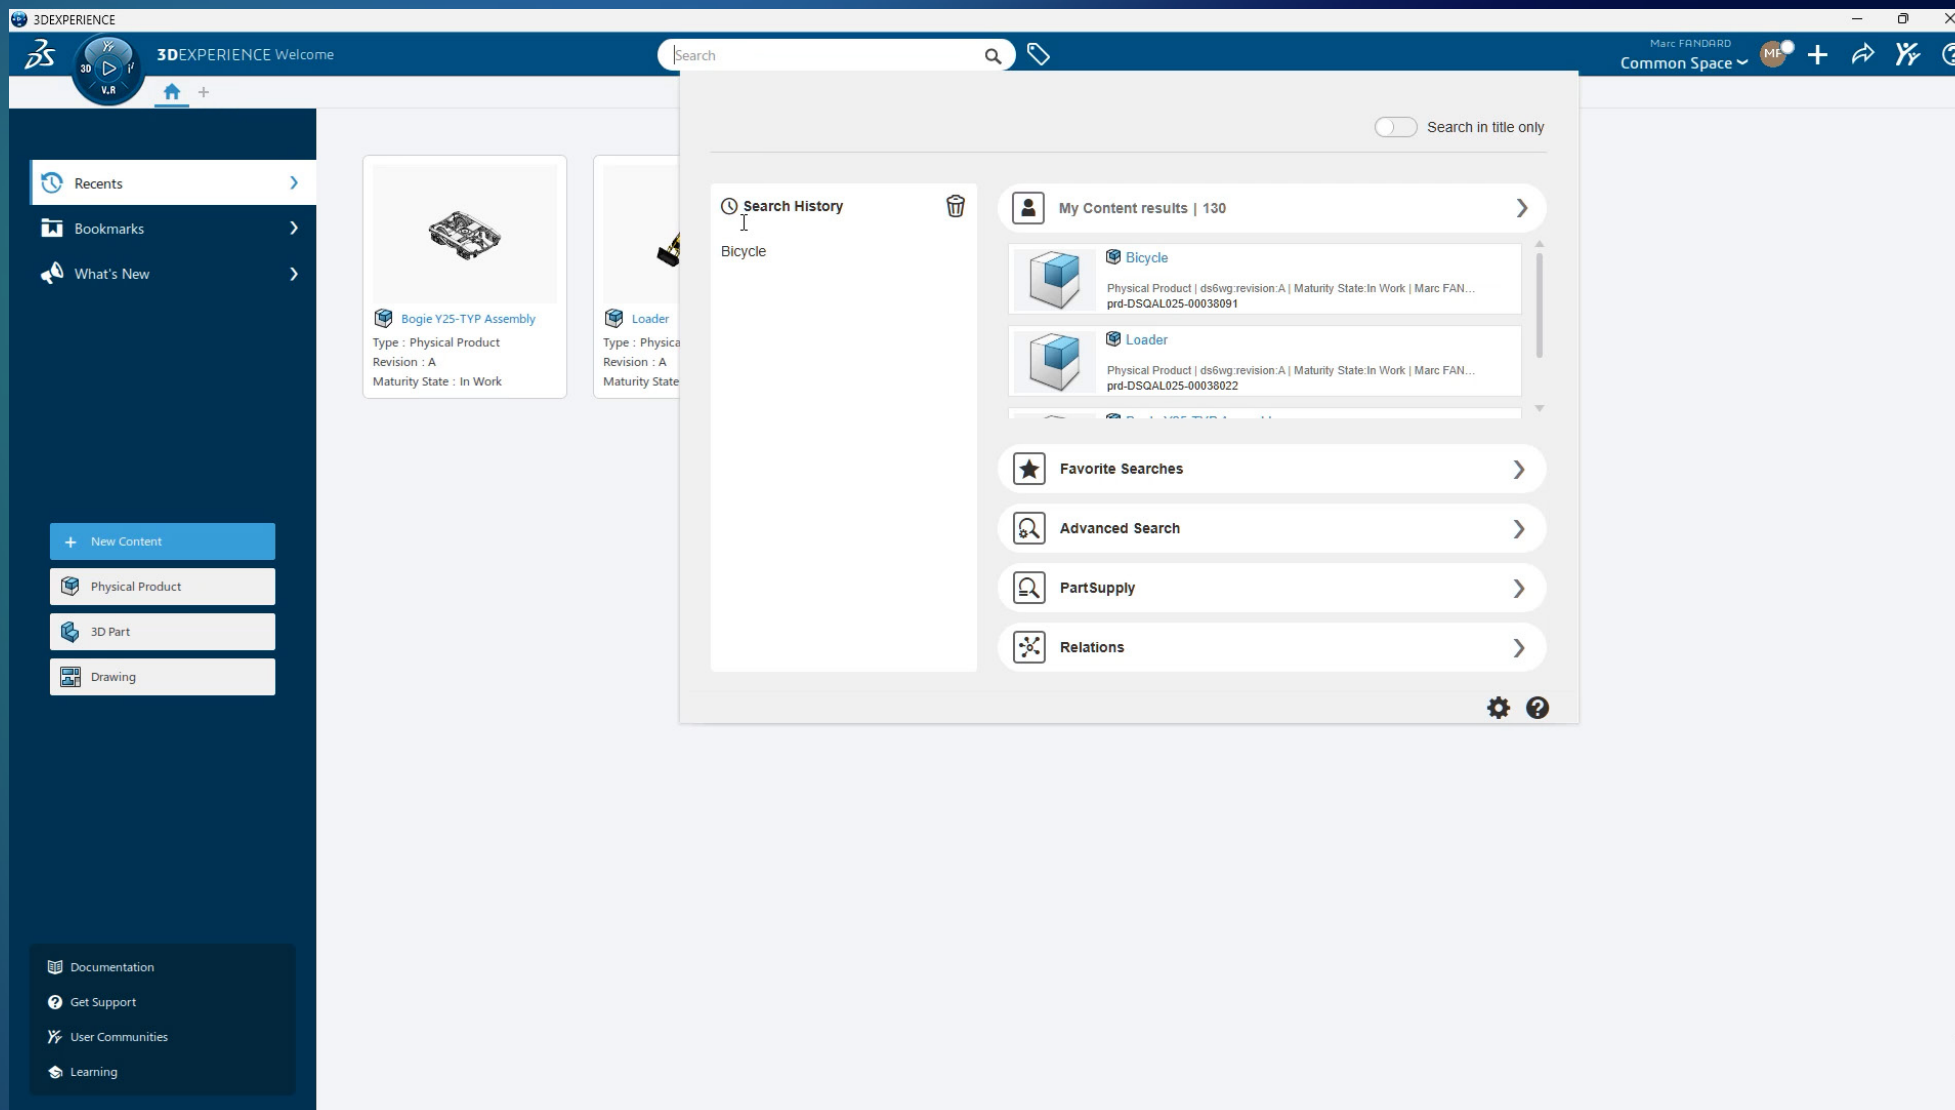 3DEXPERIENCE
3DEXPERIENCE Welcome
3D
V.R
Search
Marc FANDARD
Common Space
MF
Search in title only
Recents
Bookmarks
What's New
New Content
Physical Product
3D Part
Drawing
Documentation
Get Support
User Communities
Learning
Bogie Y25-TYP Assembly
Type : Physical Product
Revision : A
Maturity State : In Work
Loader
Type : Physica
Revision : A
Maturity State
Search History
Bicycle
My Content results | 130
Bicycle
Physical Product | ds6wg:revision:A | Maturity State:In Work | Marc FAN...
prd-DSQAL025-00038091
Loader
Physical Product | ds6wg:revision:A | Maturity State:In Work | Marc FAN...
prd-DSQAL025-00038022
Favorite Searches
Advanced Search
PartSupply
Relations